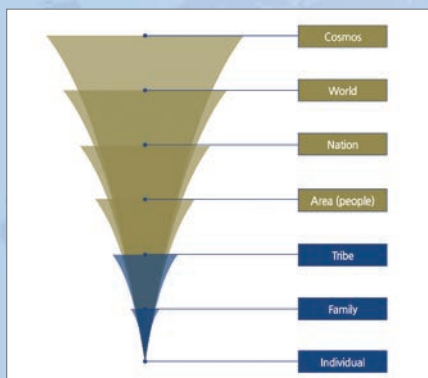 Cosmos
World
Nation
Area (people)
Tribe
Family
Individual